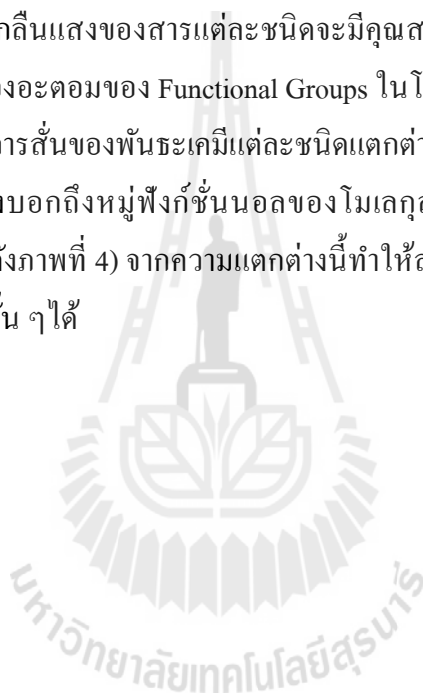 กลืนแสงของสารแต่ละชนิดจะมีคุณส
งอะตอมของ Functional Groups ในโ
ารสั่นของพันธะเคมีแต่ละชนิดแตกต่า
งบอกถึงหมู่ฟังก์ชั่นนอลของโมเลกุล
ังภาพที่ 4) จากความแตกต่างนี้ทำให้ส
ั้น ๆได้
มหาวิทยาลัยเทคโนโลยีสุรนารี